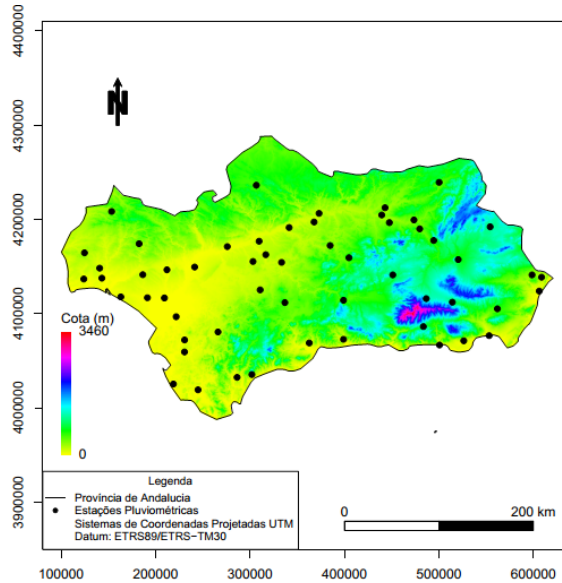 4400000
4300000
4200000
4100000
4000000
3900000
N
Cota (m)
3460
0
Legenda
Província de Andalucia
Estações Pluviométricas
Sistemas de Coordenadas Projetadas UTM
Datum: ETRS89/ETRS−TM30
0
200 km
100000 200000 300000 400000 500000 600000